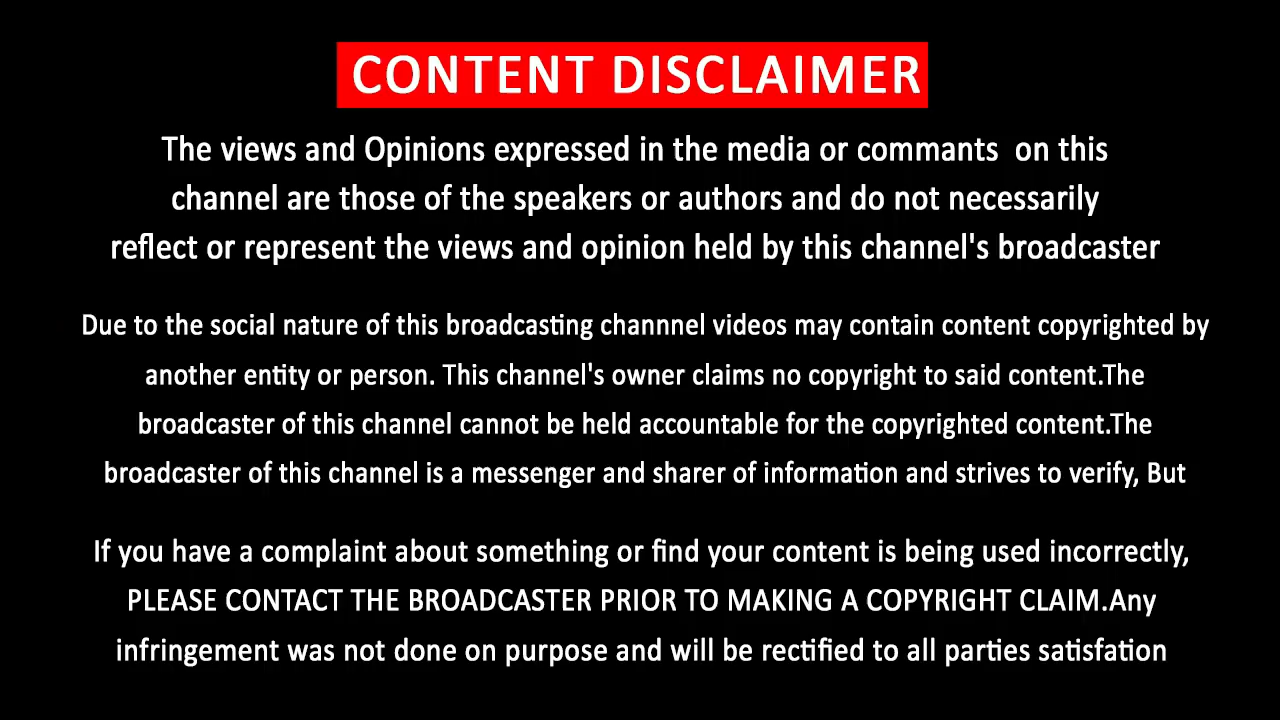 CONTENT DISCLAIMER
The views and Opinions expressed in the media or commants on this
channel are those of the speakers or authors and do not necessarily
reflect or represent the views and opinion held by this channel's broadcaster
Due to the social nature of this broadcasting channnel videos may contain content copyrighted by
another entity or person. This channel's owner claims no copyright to said content.The
broadcaster of this channel cannot be held accountable for the copyrighted content.The
broadcaster of this channel is a messenger and sharer of information and strives to verify, But
If you have a complaint about something or find your content is being used incorrectly,
PLEASE CONTACT THE BROADCASTER PRIOR TO MAKING A COPYRIGHT CLAIM.Any
infringement was not done on purpose and will be rectified to all parties satisfation